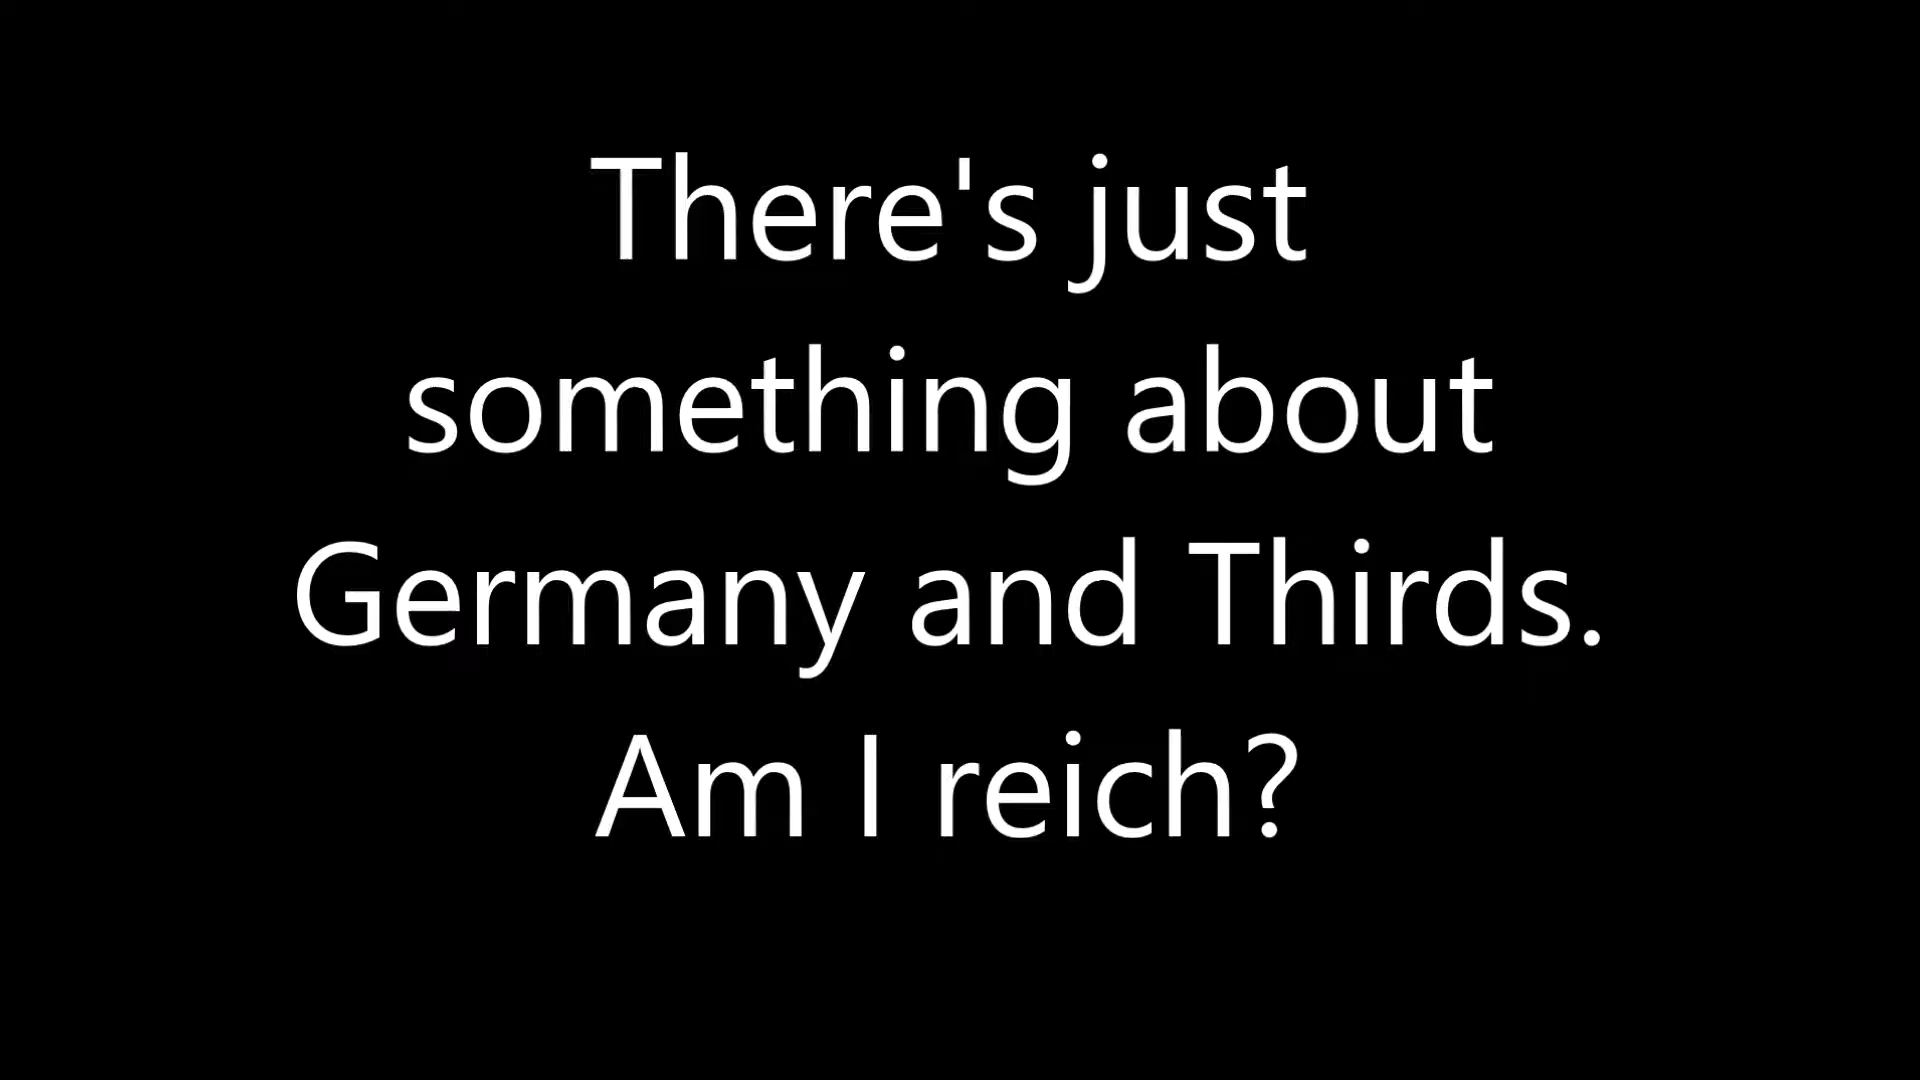 There's just
something about
Germany and Thirds.
Am I reich?